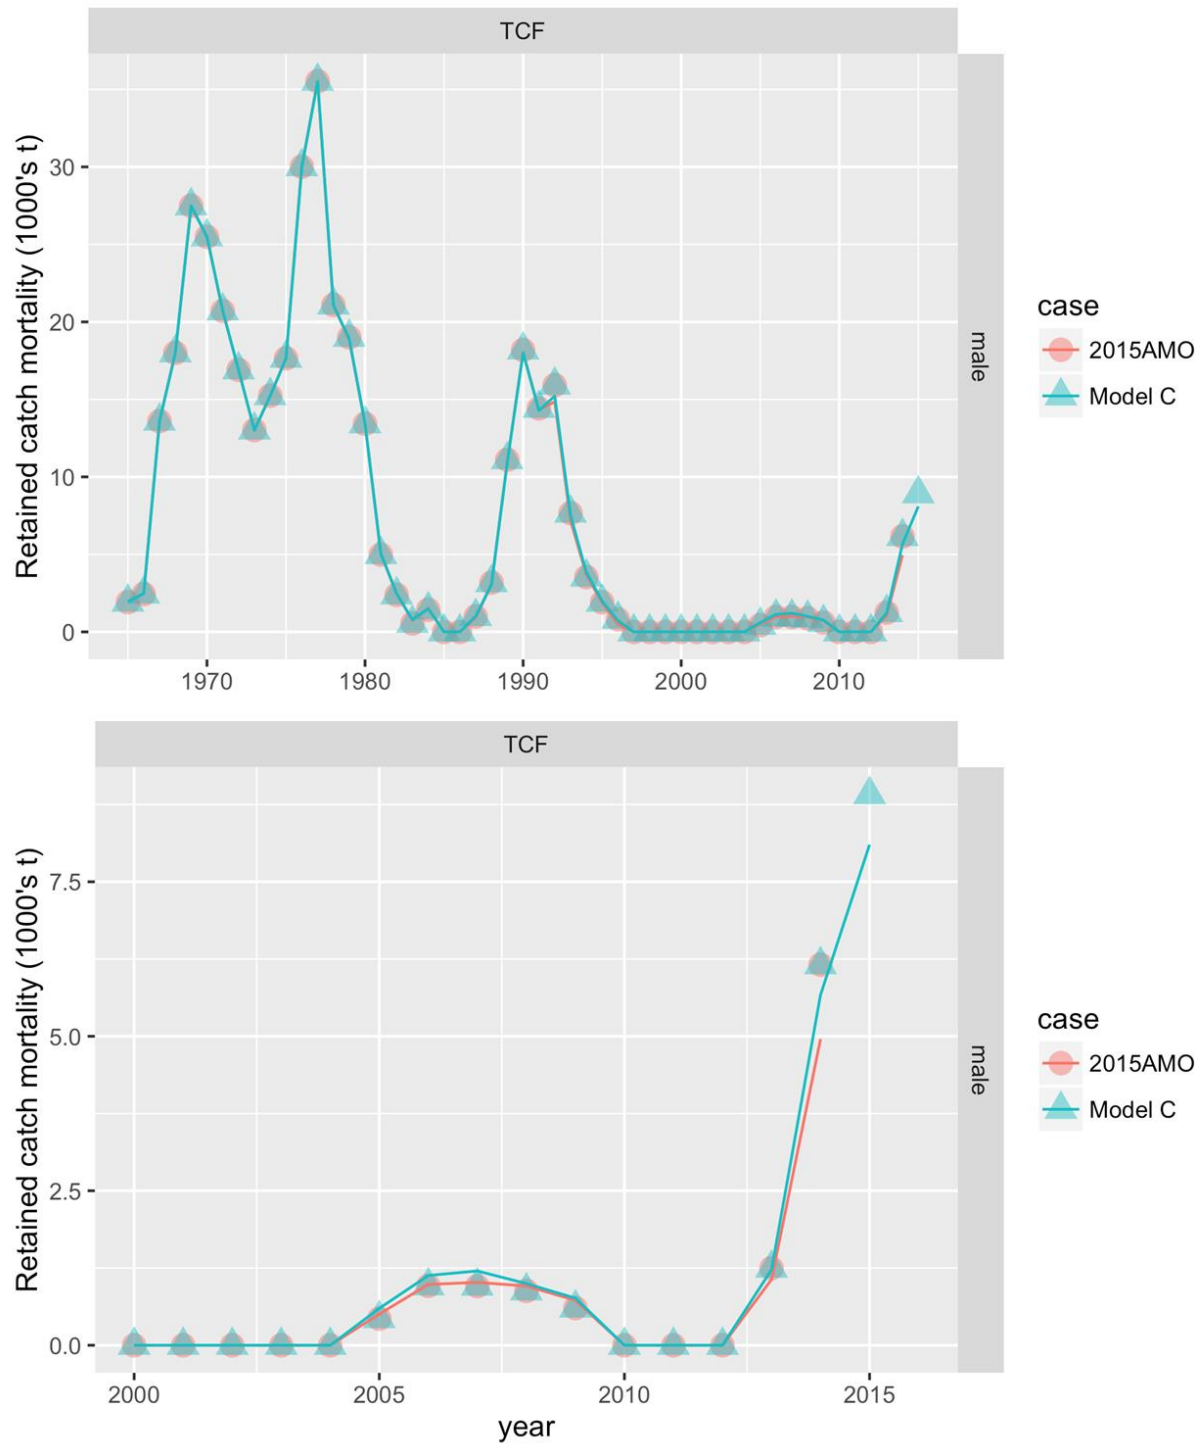 TCF
Retained catch mortality (1000's t)
30
20
10
0
male
1970 1980 1990 2000 2010
case
2015AMO
Model C
TCF
Retained catch mortality (1000's t)
7.5
5.0
2.5
0.0
male
2000 2005 2010 2015
year
case
2015AMO
Model C